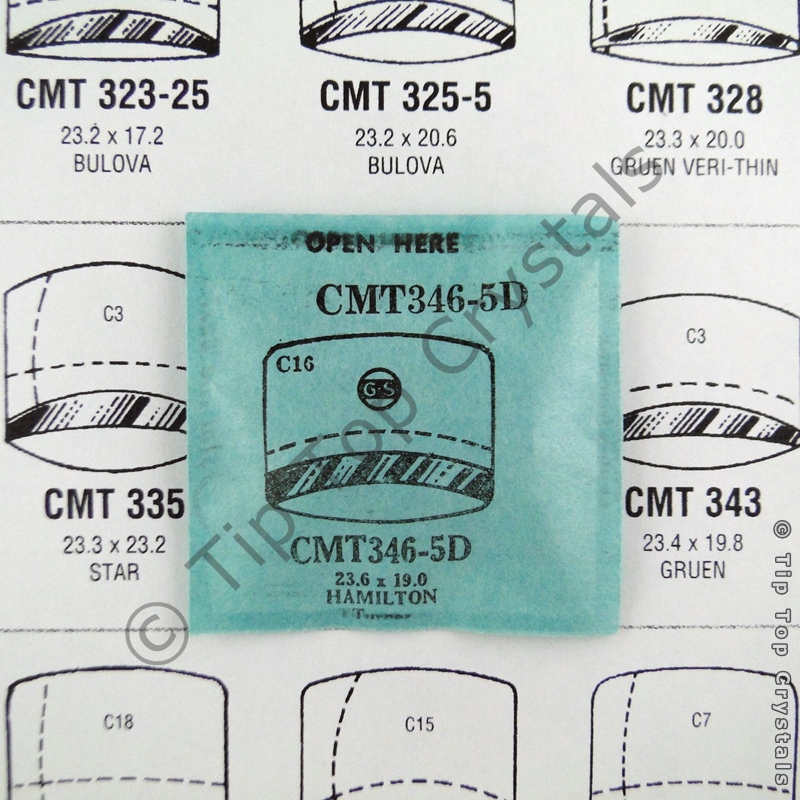 CMT 323-25
23.2 x 17.2
BULOVA
CMT 325-5
23.2 x 20.6
BULOVA
CMT 328
23.3 x 20.0
GRUEN VERI-THIN
C3
CMT 335
23.3 x 23.2
STAR
OPEN HERE
CMT346-5D
C16
G-S
CMT346-5D
23.6 x 19.0
HAMILTON
C3
CMT 343
23.4 x 19.8
GRUEN
C18
C15
C7
© Tip Top Crystals
© Tip Top Crystals